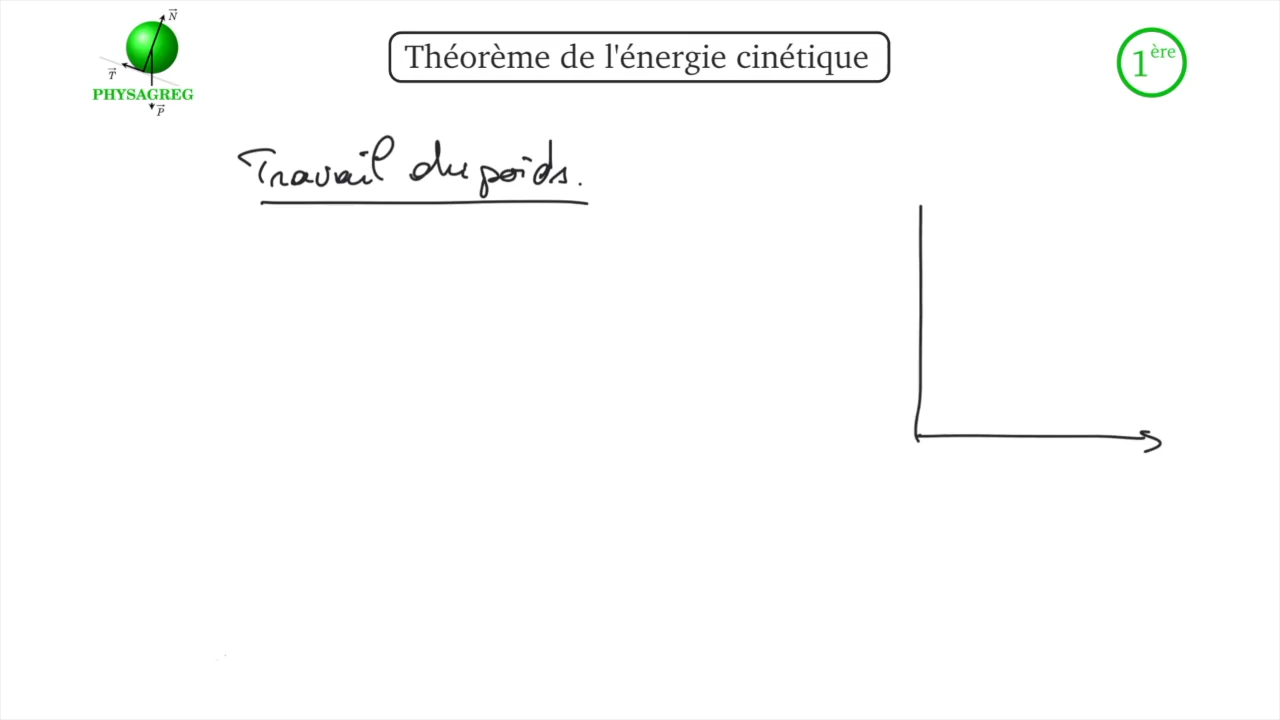 N
T
PHYSAGREG
P
Théorème de l'énergie cinétique
1ère
Travail du poids.